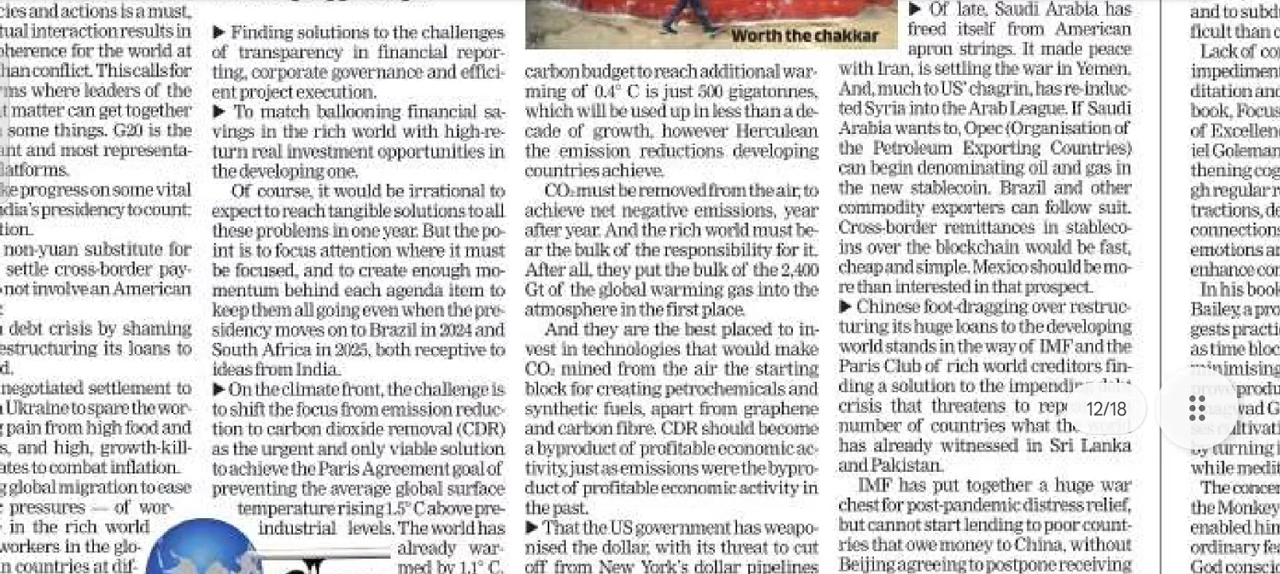 cies and actions is a must,
tual interaction results in
oherence for the world at
han conflict. This calls for
ms where leaders of the
t matter can get together
some things. G20 is the
ant and most representa-
latforms.
ke progress on some vital
dia's presidency to count:
tion.
non-yuan substitute for
settle cross-border pay-
not involve an American
debt crisis by shaming
estructuring its loans to
d.
negotiated settlement to
Ukraine to spare the wor-
pain from high food and
s, and high, growth-kill-
ates to combat inflation.
g global migration to ease
pressures — of wor-
in the rich world
workers in the glo-
n countries at dif-
▶ Finding solutions to the challenges
of transparency in financial repor-
ting, corporate governance and effici-
ent project execution.
▶ To match ballooning financial sa-
vings in the rich world with high-re-
turn real investment opportunities in
the developing one.
Of course, it would be irrational to
expect to reach tangible solutions to all
these problems in one year. But the po-
int is to focus attention where it must
be focused, and to create enough mo-
mentum behind each agenda item to
keep them all going even when the pre-
sidency moves on to Brazil in 2024 and
South Africa in 2025, both receptive to
ideas from India.
▶ On the climate front, the challenge is
to shift the focus from emission reduc-
tion to carbon dioxide removal (CDR)
as the urgent and only viable solution
to achieve the Paris Agreement goal of
preventing the average global surface
temperature rising 1.5° C above pre-
industrial levels. The world has
already war-
med by 1.1° C,
Worth the chakkar
carbon budget to reach additional war-
ming of 0.4° C is just 500 gigatonnes,
which will be used up in less than a de-
cade of growth, however Herculean
the emission reductions developing
countries achieve.
CO₂ must be removed from the air, to
achieve net negative emissions, year
after year. And the rich world must be-
ar the bulk of the responsibility for it.
After all, they put the bulk of the 2,400
Gt of the global warming gas into the
atmosphere in the first place.
And they are the best placed to in-
vest in technologies that would make
CO₂ mined from the air the starting
block for creating petrochemicals and
synthetic fuels, apart from graphene
and carbon fibre. CDR should become
a byproduct of profitable economic ac-
tivity, just as emissions were the bypro-
duct of profitable economic activity in
the past.
▶ That the US government has weapo-
nised the dollar, with its threat to cut
off from New York's dollar pipelines
▶ Of late, Saudi Arabia has
freed itself from American
apron strings. It made peace
with Iran, is settling the war in Yemen.
And, much to US' chagrin, has re-induc-
ted Syria into the Arab League. If Saudi
Arabia wants to, Opec (Organisation of
the Petroleum Exporting Countries)
can begin denominating oil and gas in
the new stablecoin. Brazil and other
commodity exporters can follow suit.
Cross-border remittances in stableco-
ins over the blockchain would be fast,
cheap and simple. Mexico should be mo-
re than interested in that prospect.
▶ Chinese foot-dragging over restruc-
turing its huge loans to the developing
world stands in the way of IMF and the
Paris Club of rich world creditors fin-
ding a solution to the impending debt
crisis that threatens to
number of countries what the world
has already witnessed in Sri Lanka
and Pakistan.
IMF has put together a huge war
chest for post-pandemic distress relief,
but cannot start lending to poor count-
ries that owe money to China, without
Beijing agreeing to postpone receiving
12/18
and to subd
ficult than c
Lack of co
impedimen
ditation and
book, Focus
of Excellen
iel Goleman
thening cog
gh regular r
tractions, de
connections
emotions a
enhance con
In his book
Bailey, a pro
gests practi
as time bloc
minimising
produ
wad G
cultivati
by turning i
while medi
The concep
the Monkey
enabled him
ordinary fea
God consci